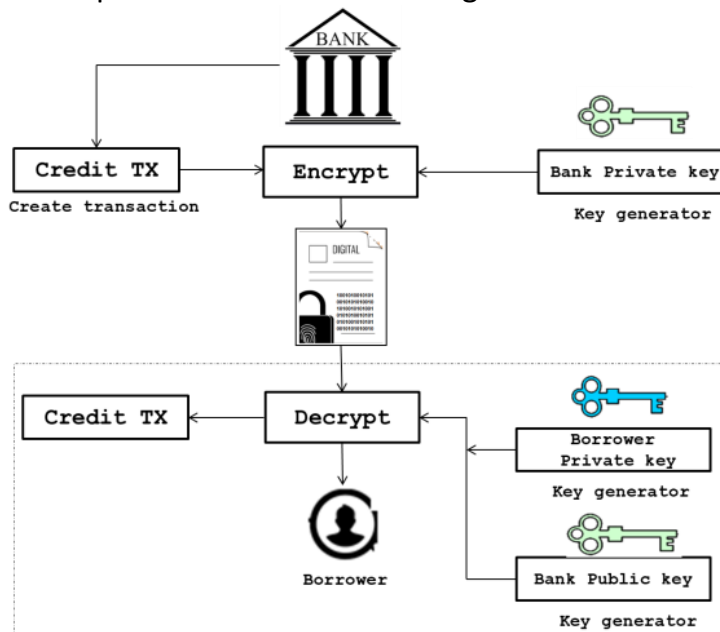 BANK
Credit TX
Create transaction
Encrypt
Bank Private key
Key generator
DIGITAL
Credit TX
Decrypt
Borrower
Private key
Key generator
Borrower
Bank Public key
Key generator